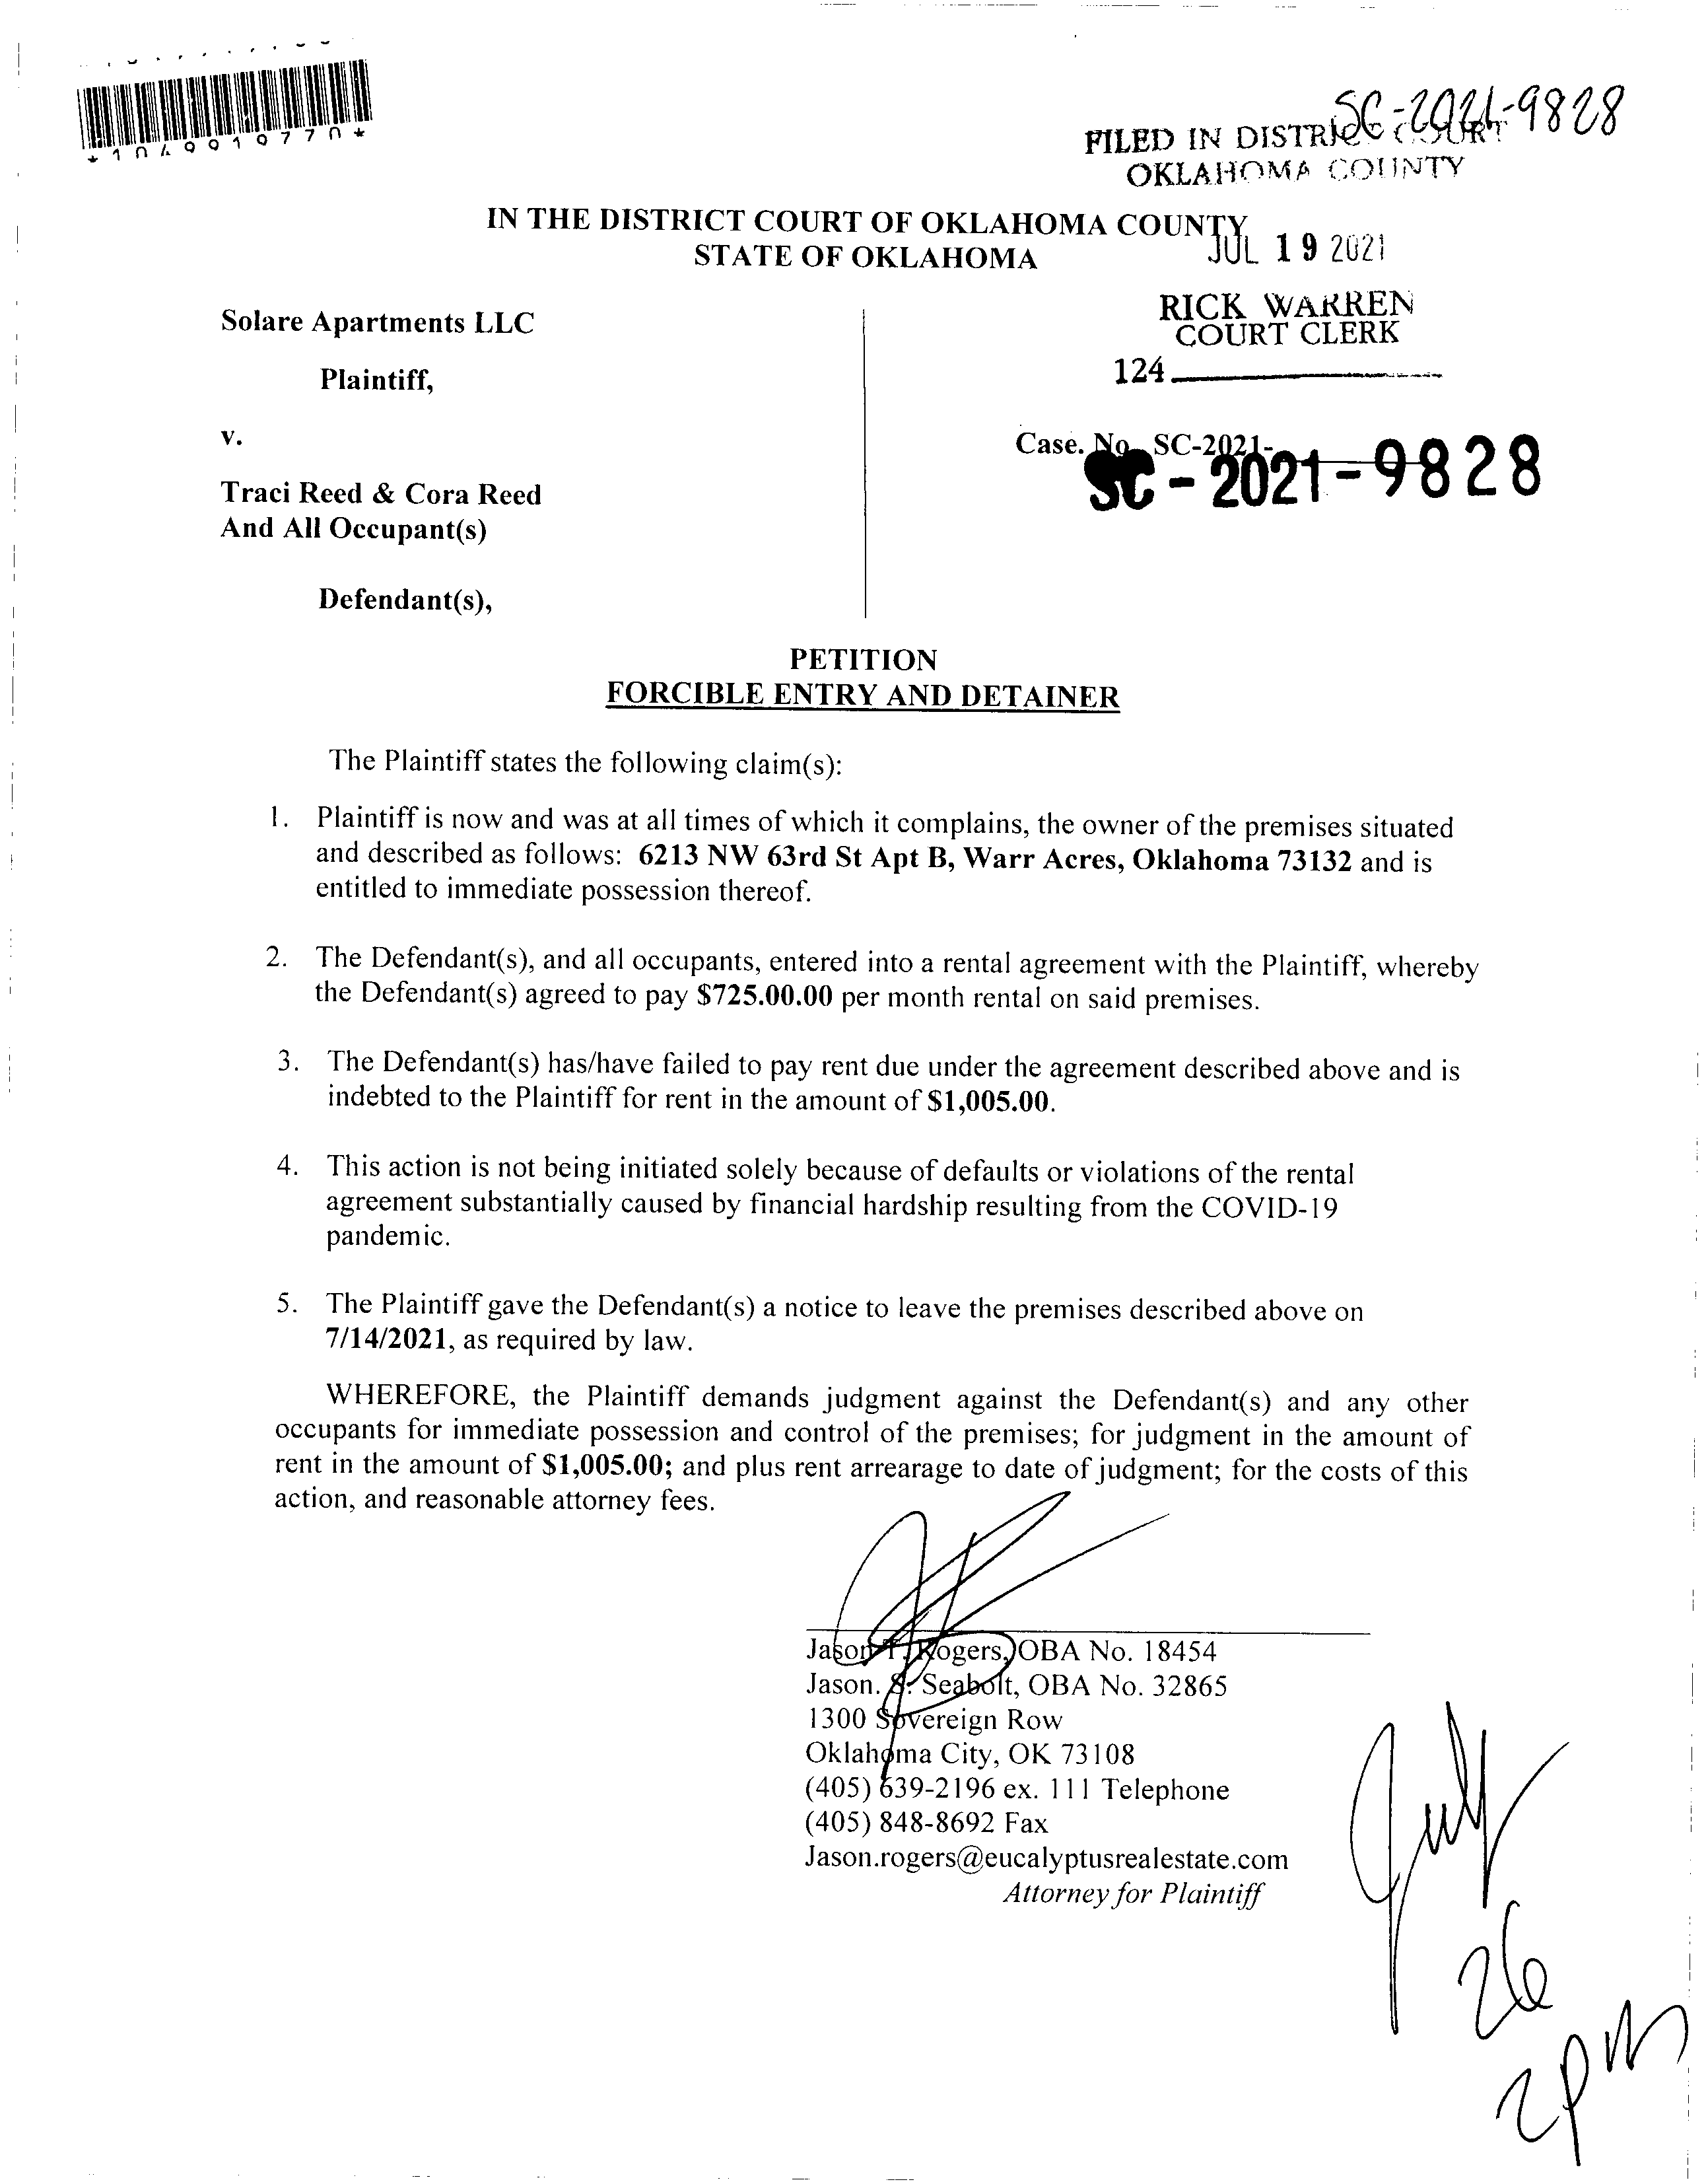 *1049919770*
SC-2021-9828
FILED IN DISTRICT COURT
OKLAHOMA COUNTY
IN THE DISTRICT COURT OF OKLAHOMA COUNTY
STATE OF OKLAHOMA
JUL 19 2021
RICK WARREN
COURT CLERK
124
Solare Apartments LLC
Plaintiff,
v.
Case. No. SC-2021-
SC-2021-9828
Traci Reed & Cora Reed
And All Occupant(s)
Defendant(s),
PETITION
FORCIBLE ENTRY AND DETAINER
The Plaintiff states the following claim(s):
1. Plaintiff is now and was at all times of which it complains, the owner of the premises situated
and described as follows: 6213 NW 63rd St Apt B, Warr Acres, Oklahoma 73132 and is
entitled to immediate possession thereof.
2. The Defendant(s), and all occupants, entered into a rental agreement with the Plaintiff, whereby
the Defendant(s) agreed to pay $725.00.00 per month rental on said premises.
3. The Defendant(s) has/have failed to pay rent due under the agreement described above and is
indebted to the Plaintiff for rent in the amount of $1,005.00.
4. This action is not being initiated solely because of defaults or violations of the rental
agreement substantially caused by financial hardship resulting from the COVID-19
pandemic.
5. The Plaintiff gave the Defendant(s) a notice to leave the premises described above on
7/14/2021, as required by law.
WHEREFORE, the Plaintiff demands judgment against the Defendant(s) and any other
occupants for immediate possession and control of the premises; for judgment in the amount of
rent in the amount of $1,005.00; and plus rent arrearage to date of judgment; for the costs of this
action, and reasonable attorney fees.
Jason T. Rogers, OBA No. 18454
Jason. S. Seabolt, OBA No. 32865
1300 Sovereign Row
Oklahoma City, OK 73108
(405) 639-2196 ex. 111 Telephone
(405) 848-8692 Fax
Jason.rogers@eucalyptusrealestate.com
Attorney for Plaintiff
July
26
2pm